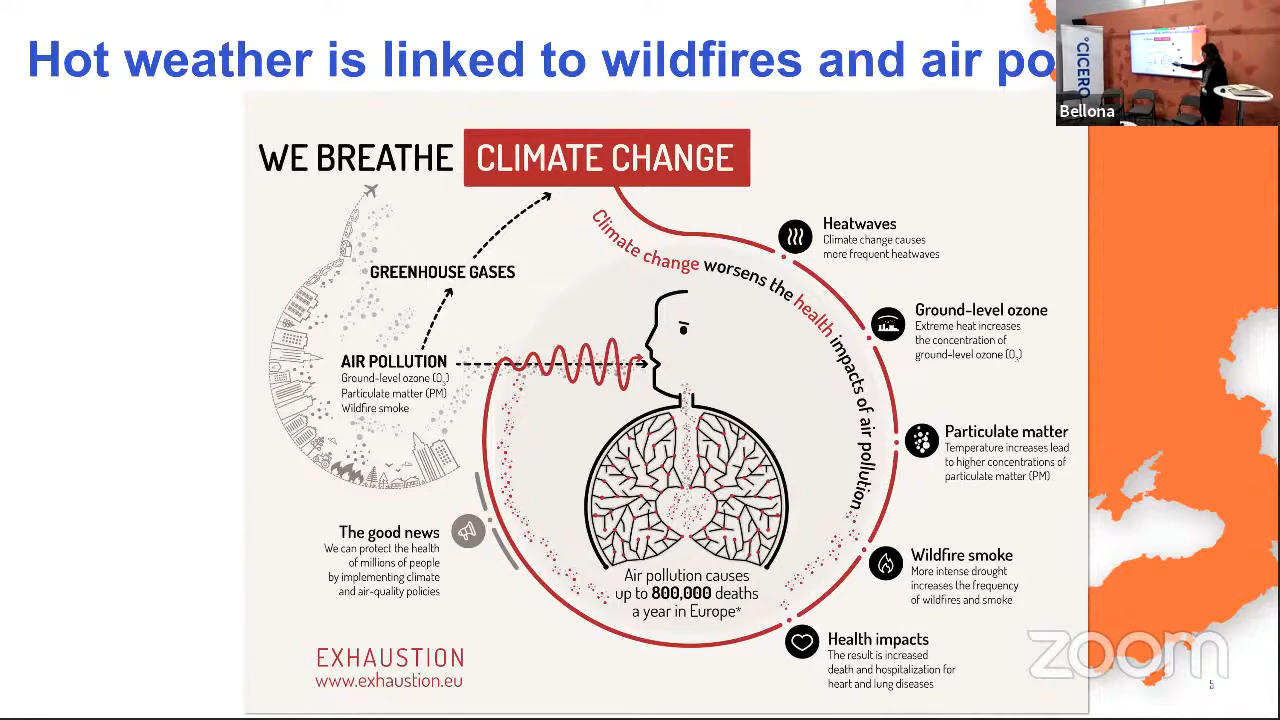 Hot weather is linked to wildfires and air po
°CICERO
Bellona
WE BREATHE CLIMATE CHANGE
Climate change worsens the health impacts of air pollution
GREENHOUSE GASES
AIR POLLUTION
Ground-level ozone (O₃)
Particulate matter (PM)
Wildfire smoke
Heatwaves
Climate change causes
more frequent heatwaves
Ground-level ozone
Extreme heat increases
the concentration of
ground-level ozone (O₃)
Particulate matter
Temperature increases lead
to higher concentrations of
particulate matter (PM)
Wildfire smoke
More intense drought
increases the frequency
of wildfires and smoke
Health impacts
The result is increased
death and hospitalization for
heart and lung diseases
The good news
We can protect the health
of millions of people
by implementing climate
and air-quality policies
Air pollution causes
up to 800,000 deaths
a year in Europe*
EXHAUSTION
www.exhaustion.eu
zoom
5